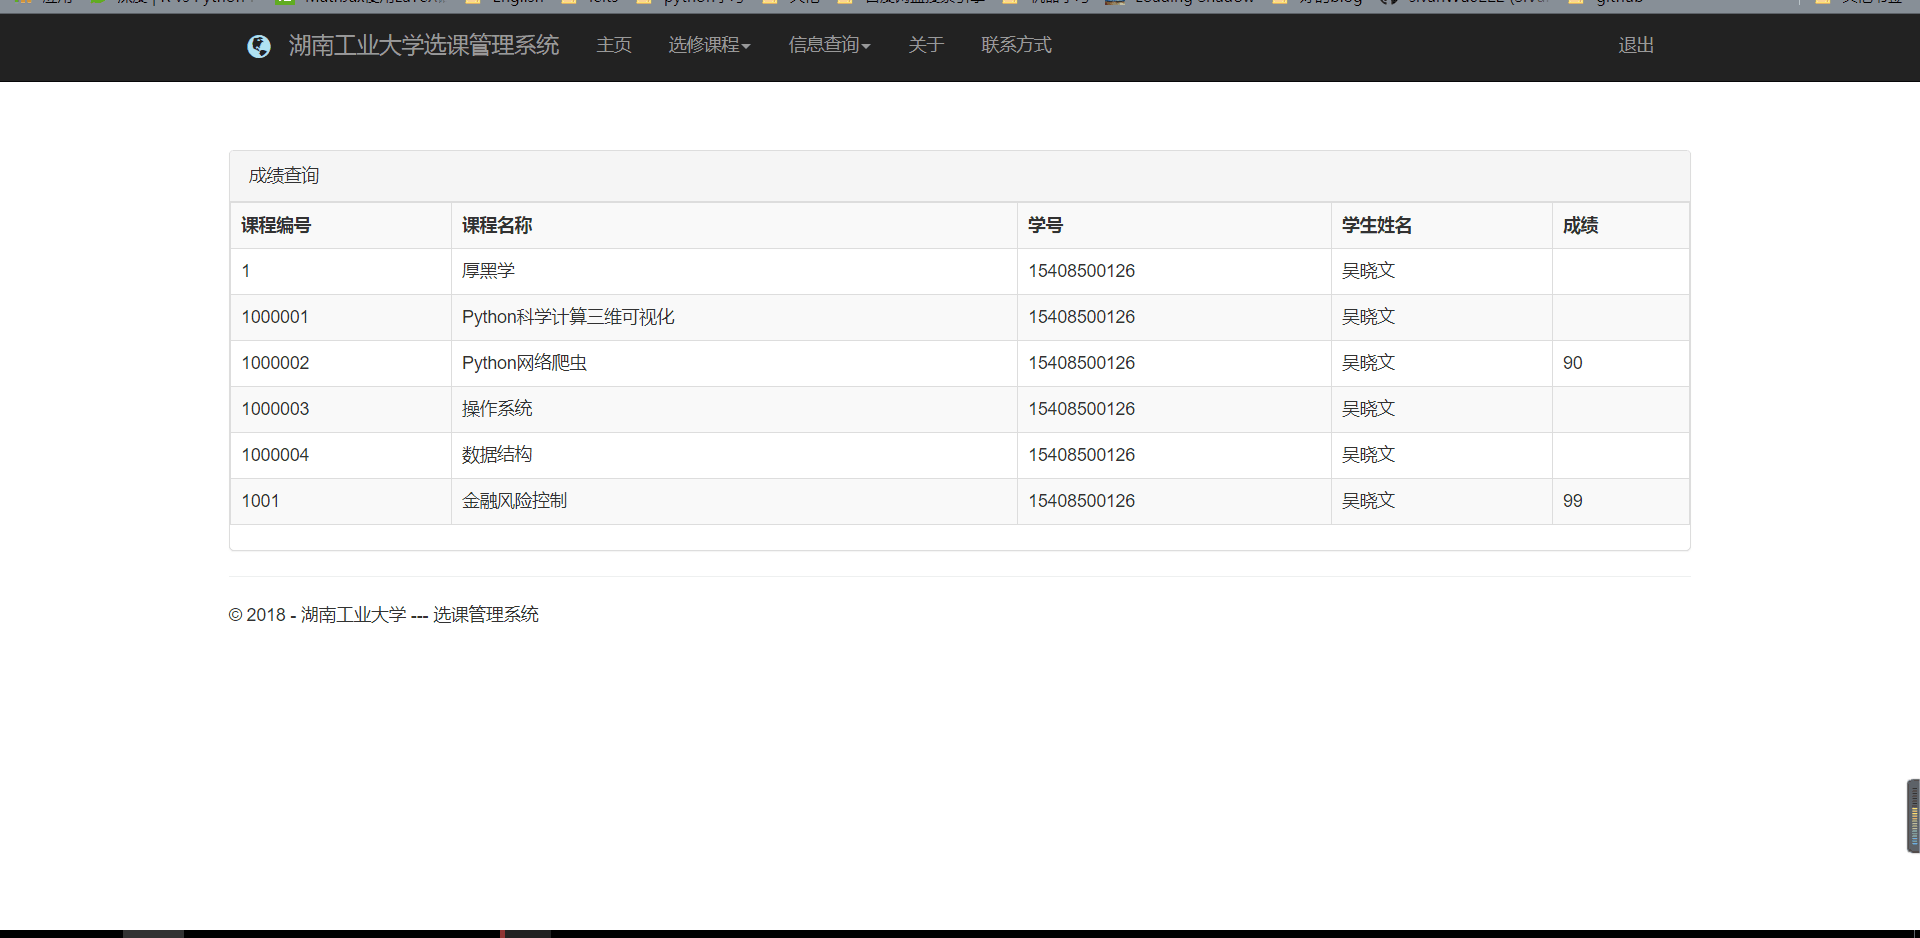 湖南工业大学选课管理系统 主页 选修课程 信息查询 关于 联系方式 退出
成绩查询
课程编号 课程名称 学号 学生姓名 成绩
1 厚黑学 15408500126 吴晓文
1000001 Python科学计算三维可视化 15408500126 吴晓文
1000002 Python网络爬虫 15408500126 吴晓文 90
1000003 操作系统 15408500126 吴晓文
1000004 数据结构 15408500126 吴晓文
1001 金融风险控制 15408500126 吴晓文 99
© 2018 - 湖南工业大学 --- 选课管理系统